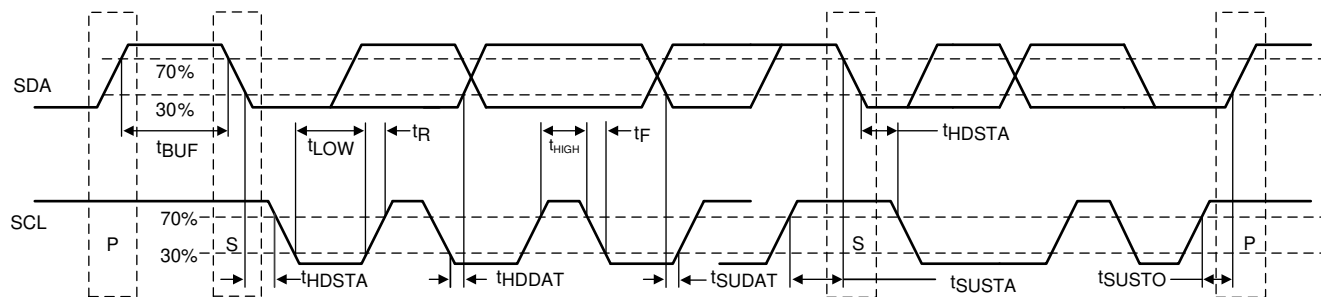 70%
SDA
30%
tBUF
tLOW
tR
tHIGH
tF
tHDSTA
SCL
70%
P
S
30%
S
P
tHDSTA
tHDDAT
tSUDAT
tSUSTA
tSUSTO